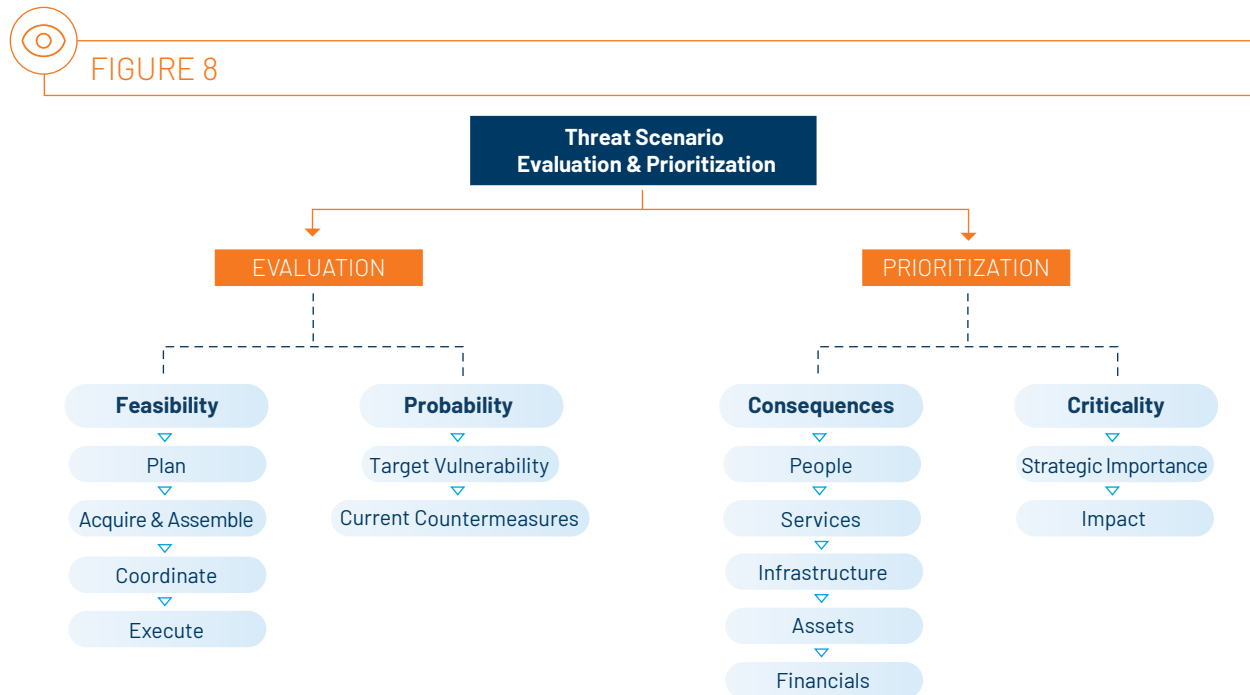 FIGURE 8
Threat Scenario
Evaluation & Prioritization
EVALUATION
PRIORITIZATION
Feasibility
Plan
Acquire & Assemble
Coordinate
Execute
Probability
Target Vulnerability
Current Countermeasures
Consequences
People
Services
Infrastructure
Assets
Financials
Criticality
Strategic Importance
Impact